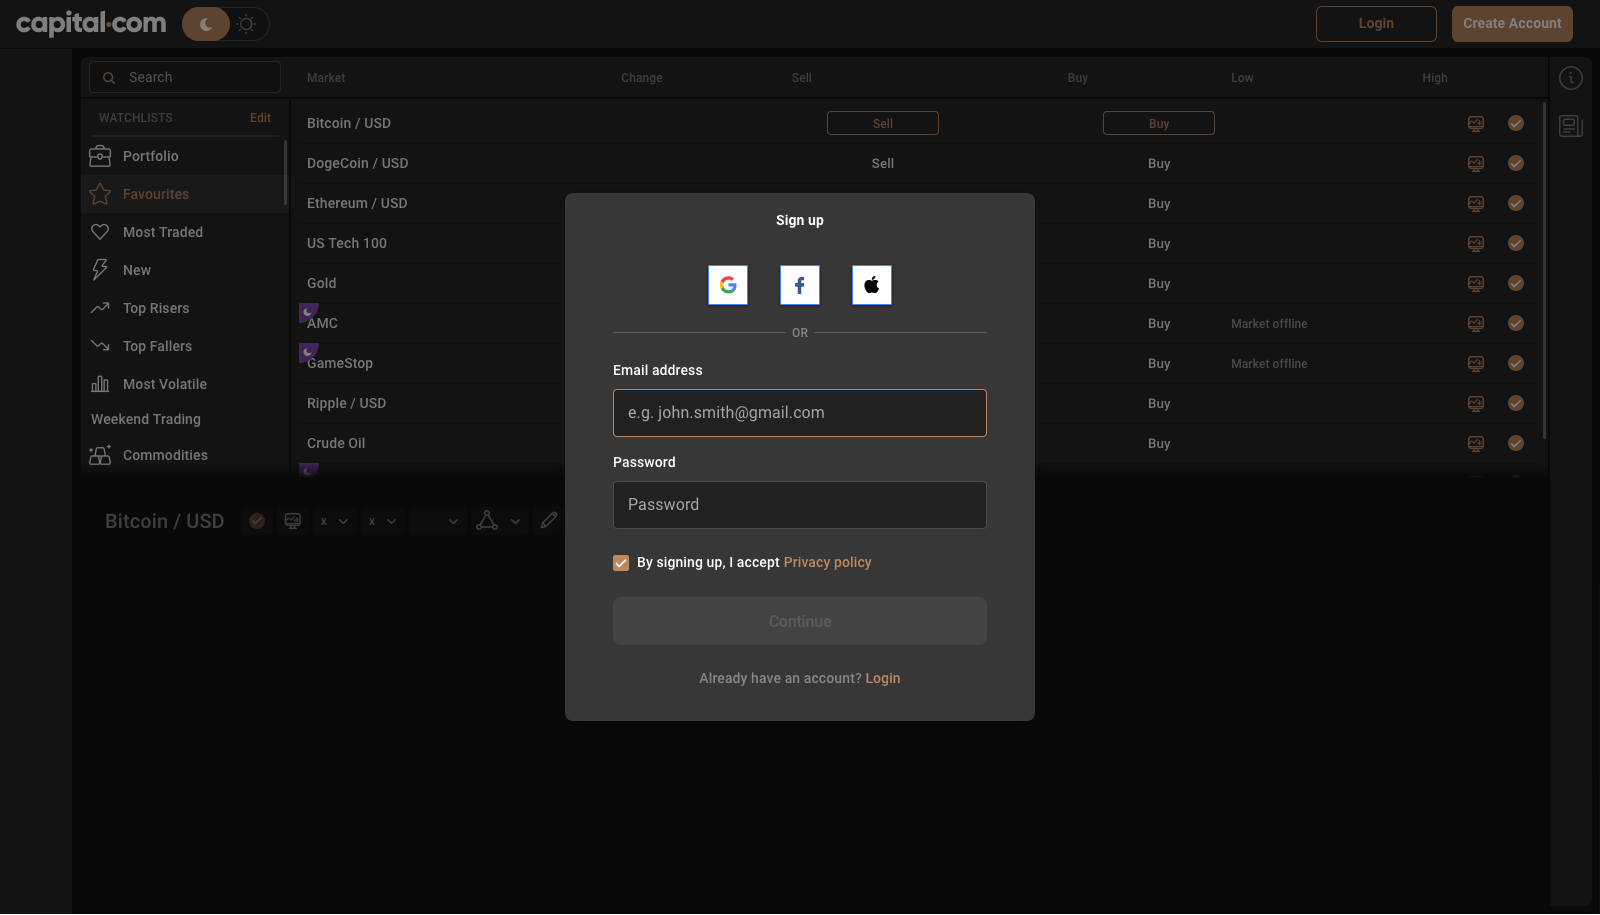 capital.com
Login
Create Account
Search
Market Change Sell Buy Low High
WATCHLISTS Edit
Portfolio
Favourites
Most Traded
New
Top Risers
Top Fallers
Most Volatile
Weekend Trading
Commodities
Bitcoin / USD Sell Buy
DogeCoin / USD Sell Buy
Ethereum / USD Buy
US Tech 100 Buy
Gold Buy
AMC Buy Market offline
GameStop Buy Market offline
Ripple / USD Buy
Crude Oil Buy
Bitcoin / USD x x
Sign up
OR
Email address
e.g. john.smith@gmail.com
Password
Password
By signing up, I accept Privacy policy
Continue
Already have an account? Login